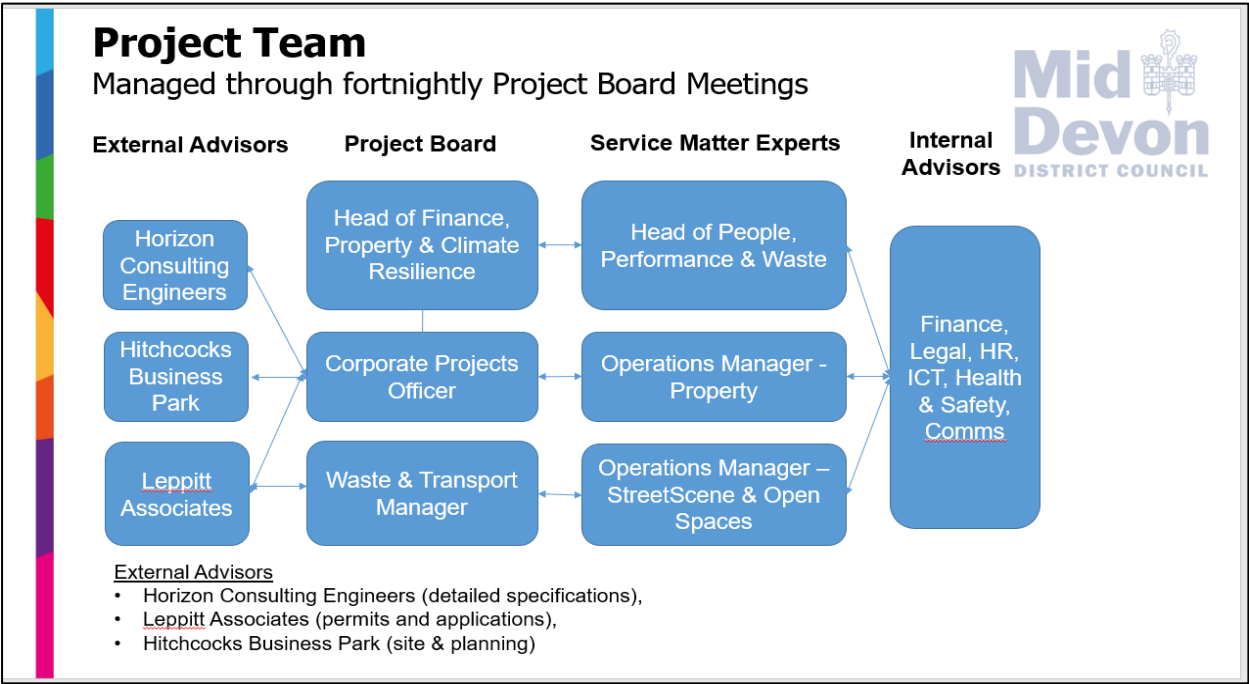 Project Team
Managed through fortnightly Project Board Meetings
Mid
Devon
DISTRICT COUNCIL
External Advisors
Project Board
Service Matter Experts
Internal
Advisors
Horizon
Consulting
Engineers
Head of Finance,
Property & Climate
Resilience
Head of People,
Performance & Waste
Hitchcocks
Business
Park
Corporate Projects
Officer
Operations Manager -
Property
Finance,
Legal, HR,
ICT, Health
& Safety,
Comms
Leppitt
Associates
Waste & Transport
Manager
Operations Manager –
StreetScene & Open
Spaces
External Advisors
• Horizon Consulting Engineers (detailed specifications),
• Leppitt Associates (permits and applications),
• Hitchcocks Business Park (site & planning)